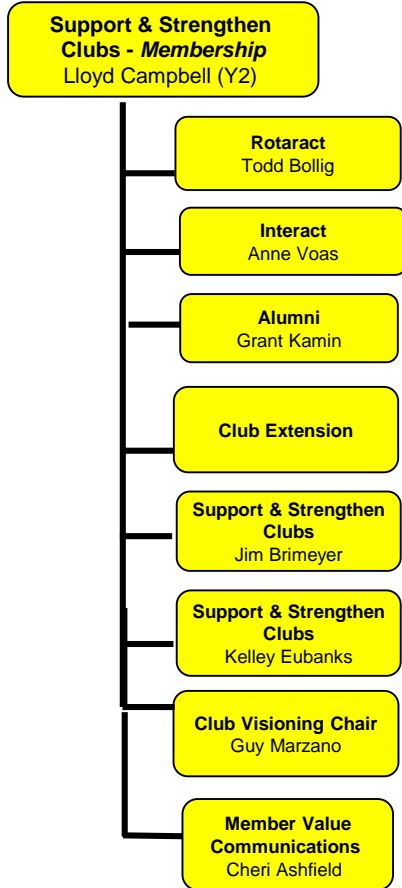 Support & Strengthen
Clubs - Membership
Lloyd Campbell (Y2)
Rotaract
Todd Bollig
Interact
Anne Voas
Alumni
Grant Kamin
Club Extension
Support & Strengthen
Clubs
Jim Brimeyer
Support & Strengthen
Clubs
Kelley Eubanks
Club Visioning Chair
Guy Marzano
Member Value
Communications
Cheri Ashfield